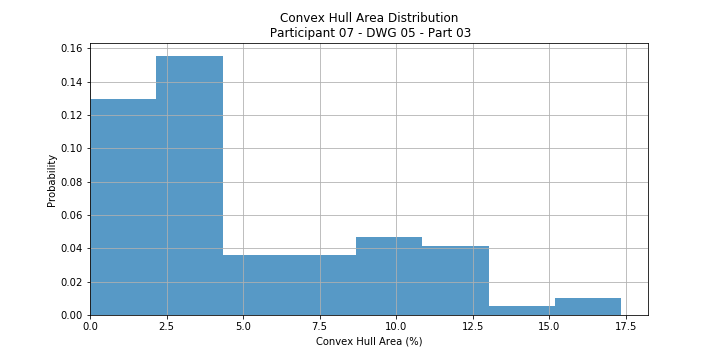 Convex Hull Area Distribution
Participant 07 - DWG 05 - Part 03
0.16
0.14
0.12
0.10
0.08
0.06
0.04
0.02
0.00
Probability
0.0 2.5 5.0 7.5 10.0 12.5 15.0 17.5
Convex Hull Area (%)